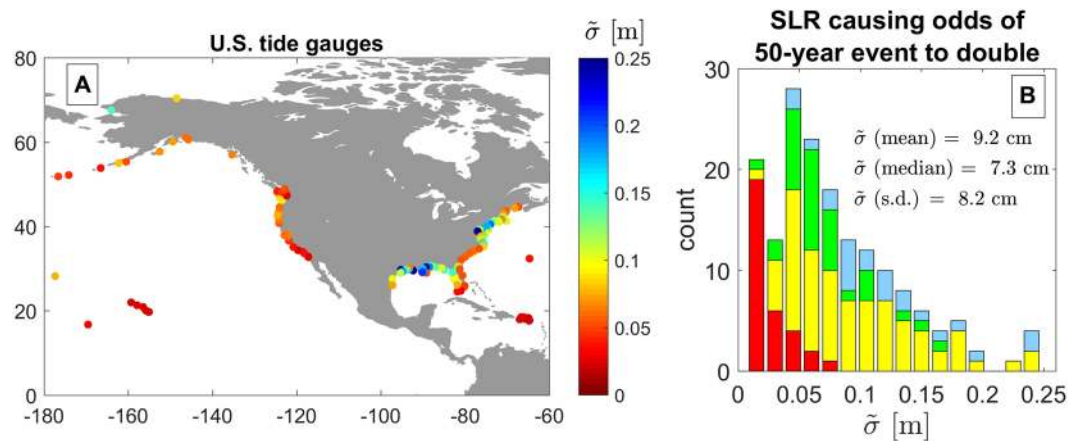 U.S. tide gauges
A
80
60
40
20
0
-180 -160 -140 -120 -100 -80 -60
σ̃ [m]
0.25
0.2
0.15
0.1
0.05
0
SLR causing odds of
50-year event to double
B
30
20
10
0
count
σ̃ (mean) = 9.2 cm
σ̃ (median) = 7.3 cm
σ̃ (s.d.) = 8.2 cm
0 0.05 0.1 0.15 0.2 0.25
σ̃ [m]